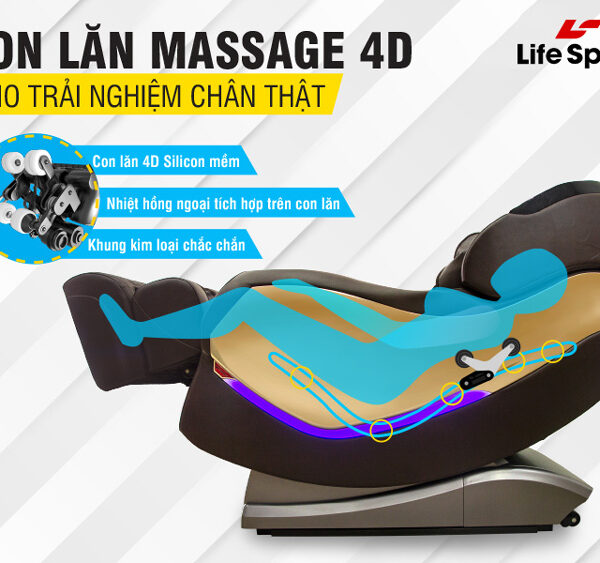 ON LĂN MASSAGE 4D
Life Sp
O TRẢI NGHIỆM CHÂN THẬT
Con lăn 4D Silicon mềm
Nhiệt hồng ngoại tích hợp trên con lăn
Khung kim loại chắc chắn